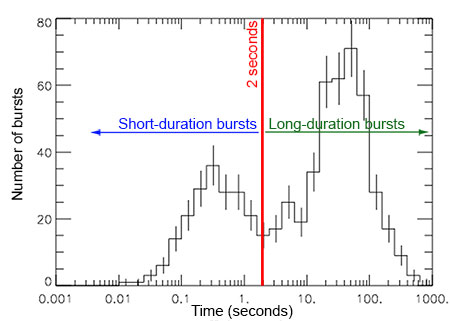 80
60
40
20
0
Number of bursts
2 seconds
Short-duration bursts
Long-duration bursts
0.001 0.01 0.1 1. 10. 100. 1000.
Time (seconds)